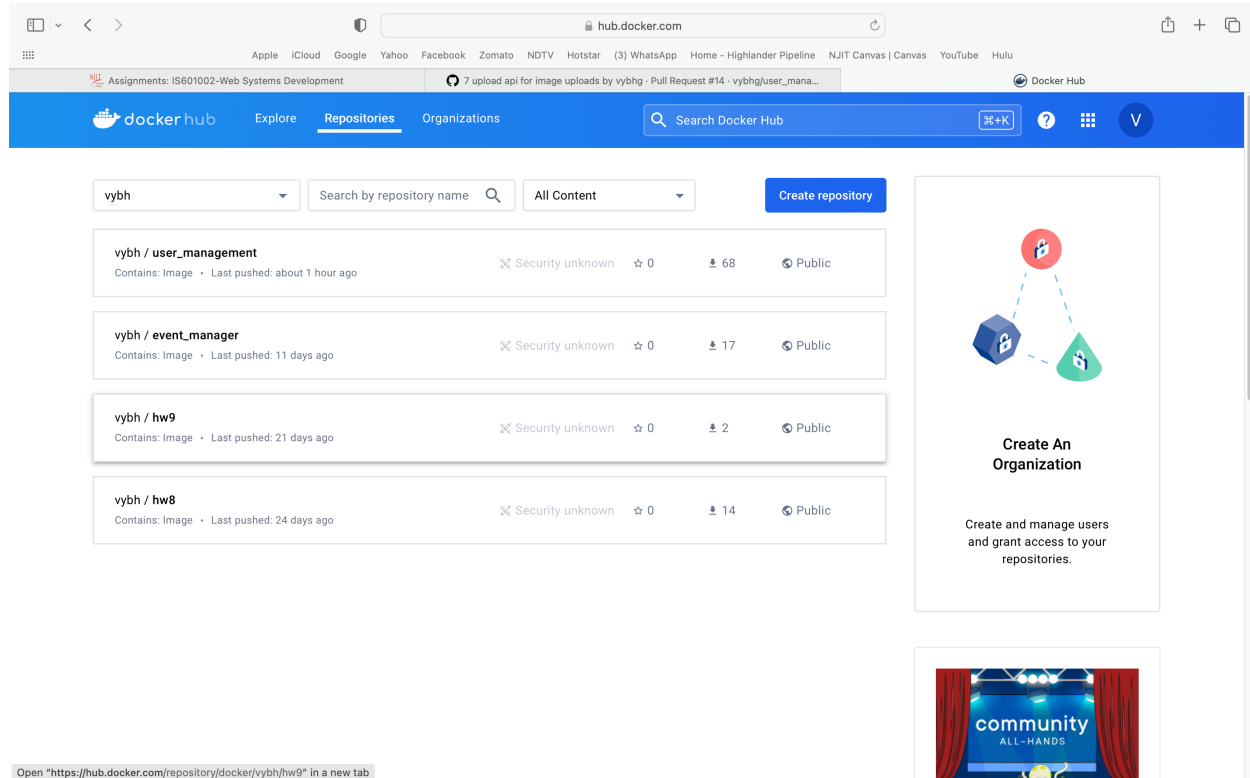 hub.docker.com
Apple iCloud Google Yahoo Facebook Zomato NDTV Hotstar (3) WhatsApp Home - Highlander Pipeline NJIT Canvas | Canvas YouTube Hulu
NJIT Assignments: IS601002-Web Systems Development 7 upload api for image uploads by vybhg · Pull Request #14 · vybhg/user_mana... Docker Hub
dockerhub Explore Repositories Organizations Search Docker Hub ⌘+K ? V
vybh Search by repository name All Content Create repository
vybh / user_management
Contains: Image • Last pushed: about 1 hour ago
Security unknown ☆ 0 68 Public
vybh / event_manager
Contains: Image • Last pushed: 11 days ago
Security unknown ☆ 0 17 Public
vybh / hw9
Contains: Image • Last pushed: 21 days ago
Security unknown ☆ 0 2 Public
vybh / hw8
Contains: Image • Last pushed: 24 days ago
Security unknown ☆ 0 14 Public
Create An
Organization
Create and manage users
and grant access to your
repositories.
community
ALL-HANDS
Open "https://hub.docker.com/repository/docker/vybh/hw9" in a new tab